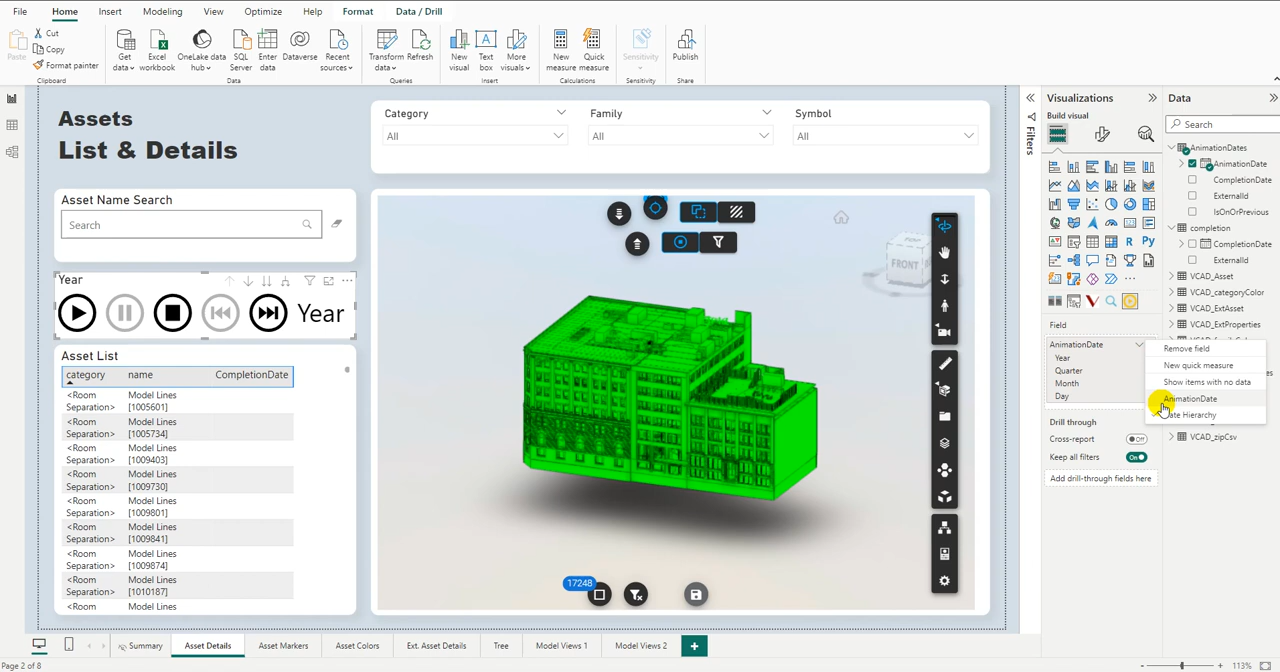 File Home Insert Modeling View Optimize Help Format Data / Drill
Paste
Cut
Copy
Format painter
Clipboard
Get data
Excel workbook
OneLake data hub
SQL Server
Enter data
Dataverse
Recent sources
Data
Transform data
Refresh
Queries
New visual
Text box
More visuals
Insert
New measure
Quick measure
Calculations
Sensitivity
Sensitivity
Publish
Share
Assets
List & Details
Category
All
Family
All
Symbol
All
Asset Name Search
Search
Year
Year
Asset List
category name CompletionDate
<Room Model Lines
Separation> [1005601]
<Room Model Lines
Separation> [1005734]
<Room Model Lines
Separation> [1009403]
<Room Model Lines
Separation> [1009730]
<Room Model Lines
Separation> [1009801]
<Room Model Lines
Separation> [1009841]
<Room Model Lines
Separation> [1009874]
<Room Model Lines
Separation> [1010187]
<Room Model Lines
TOP
FRONT
17248
Filters
Visualizations
Build visual
R Py
Field
AnimationDate
Year
Quarter
Month
Day
Drill through
Cross-report Off
Keep all filters On
Add drill-through fields here
Remove field
New quick measure
Show items with no data
AnimationDate
ate Hierarchy
Data
Search
AnimationDates
AnimationDate
CompletionDate
ExternalId
IsOnOrPrevious
completion
CompletionDate
ExternalId
VCAD_Asset
VCAD_categoryColor
VCAD_ExtAsset
VCAD_ExtProperties
VCAD_zipCsv
Summary Asset Details Asset Markers Asset Colors Ext. Asset Details Tree Model Views 1 Model Views 2 +
Page 2 of 8
- + 113%